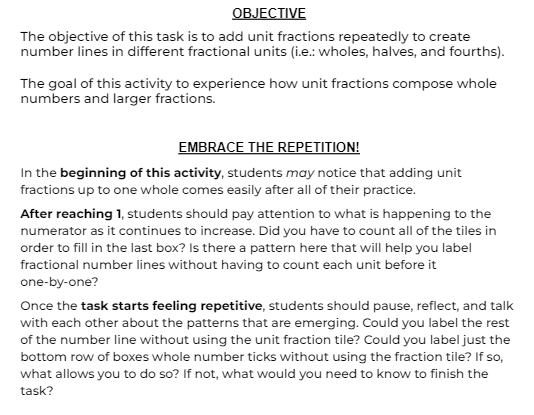 OBJECTIVE
The objective of this task is to add unit fractions repeatedly to create
number lines in different fractional units (i.e.: wholes, halves, and fourths).
The goal of this activity to experience how unit fractions compose whole
numbers and larger fractions.
EMBRACE THE REPETITION!
In the beginning of this activity, students may notice that adding unit
fractions up to one whole comes easily after all of their practice.
After reaching 1, students should pay attention to what is happening to the
numerator as it continues to increase. Did you have to count all of the tiles in
order to fill in the last box? Is there a pattern here that will help you label
fractional number lines without having to count each unit before it
one-by-one?
Once the task starts feeling repetitive, students should pause, reflect, and talk
with each other about the patterns that are emerging. Could you label the rest
of the number line without using the unit fraction tile? Could you label just the
bottom row of boxes whole number ticks without using the fraction tile? If so,
what allows you to do so? If not, what would you need to know to finish the
task?